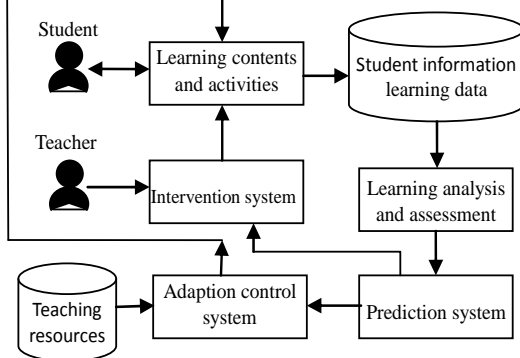 Student
Learning contents
and activities
Student information
learning data
Teacher
Intervention system
Learning analysis
and assessment
Teaching
resources
Adaption control
system
Prediction system